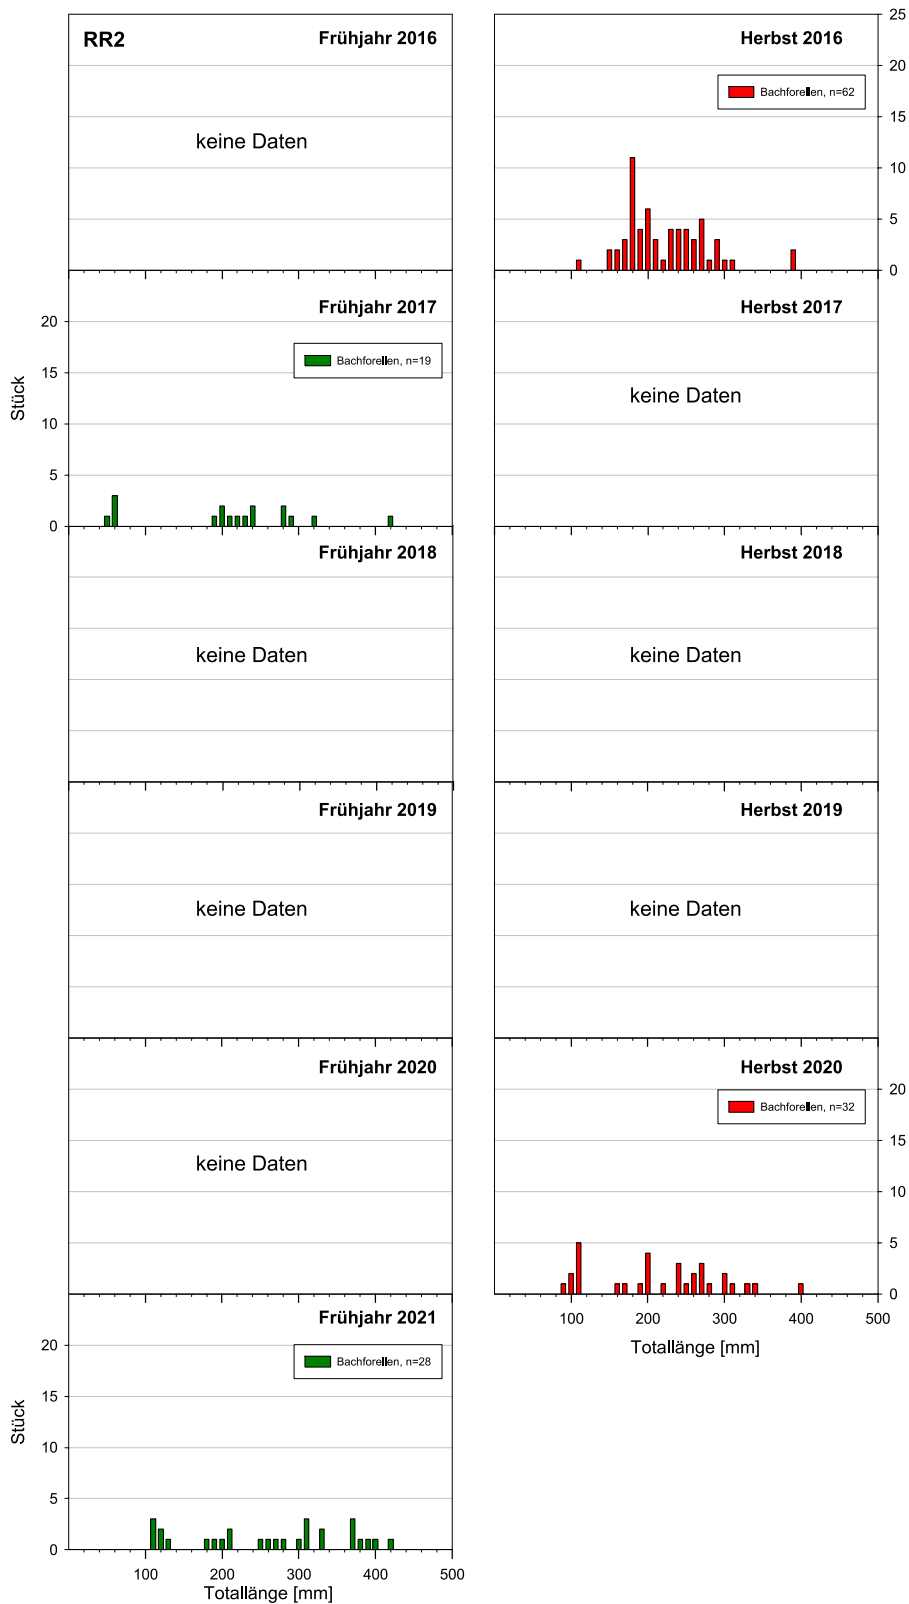 RR2
Frühjahr 2016
keine Daten
Herbst 2016
Bachforellen, n=62
25
20
15
10
5
0
Frühjahr 2017
Bachforellen, n=19
Stück
20
15
10
5
0
Herbst 2017
keine Daten
Frühjahr 2018
keine Daten
Herbst 2018
keine Daten
Frühjahr 2019
keine Daten
Herbst 2019
keine Daten
Frühjahr 2020
keine Daten
Herbst 2020
Bachforellen, n=32
20
15
10
5
0
100 200 300 400 500
Totallänge [mm]
Frühjahr 2021
Bachforellen, n=28
Stück
20
15
10
5
0
100 200 300 400 500
Totallänge [mm]